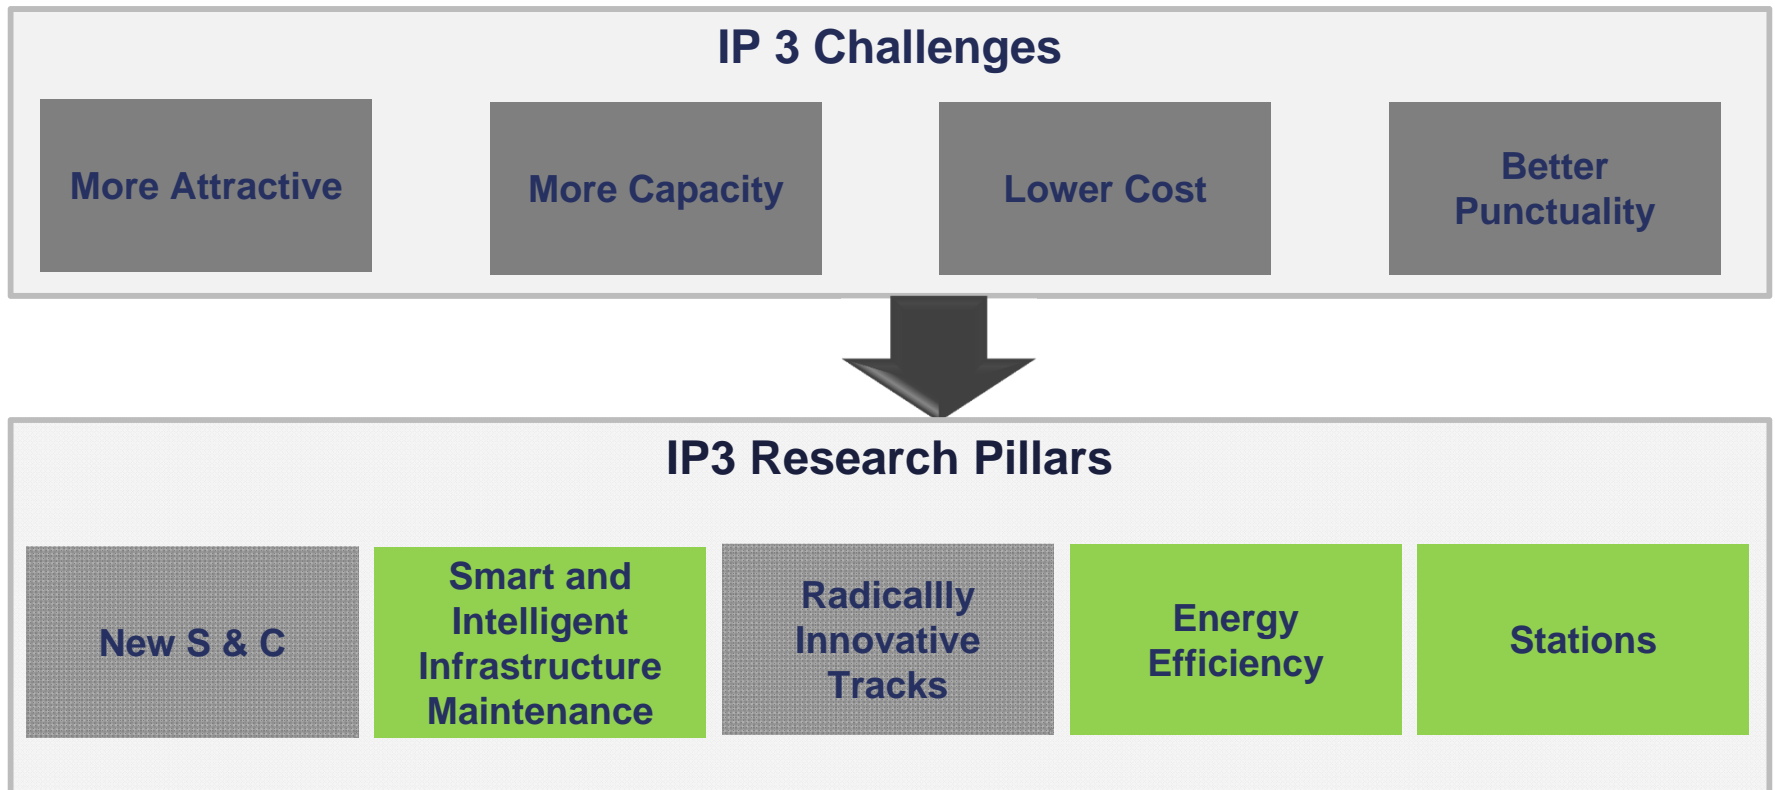 IP 3 Challenges
More Attractive
More Capacity
Lower Cost
Better
Punctuality
IP3 Research Pillars
New S & C
Smart and
Intelligent
Infrastructure
Maintenance
Radicallly
Innovative
Tracks
Energy
Efficiency
Stations